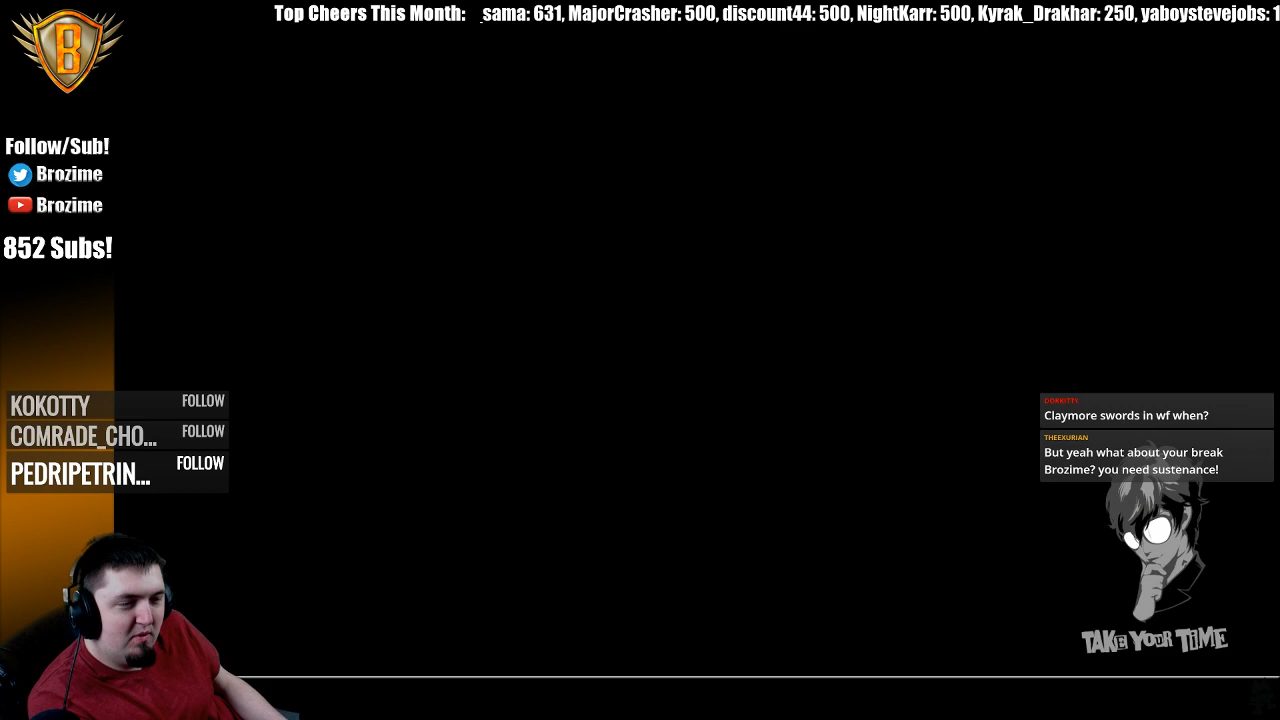 Top Cheers This Month: _sama: 631, MajorCrasher: 500, discount44: 500, NightKarr: 500, Kyrak_Drakhar: 250, yaboystevejobs: 1
B
Follow/Sub!
Brozime
Brozime
852 Subs!
KOKOTTY FOLLOW
COMRADE_CHO... FOLLOW
PEDRIPETRIN... FOLLOW
DORKITTY
Claymore swords in wf when?
THEEXURIAN
But yeah what about your break
Brozime? you need sustenance!
TAKE YOUR TIME